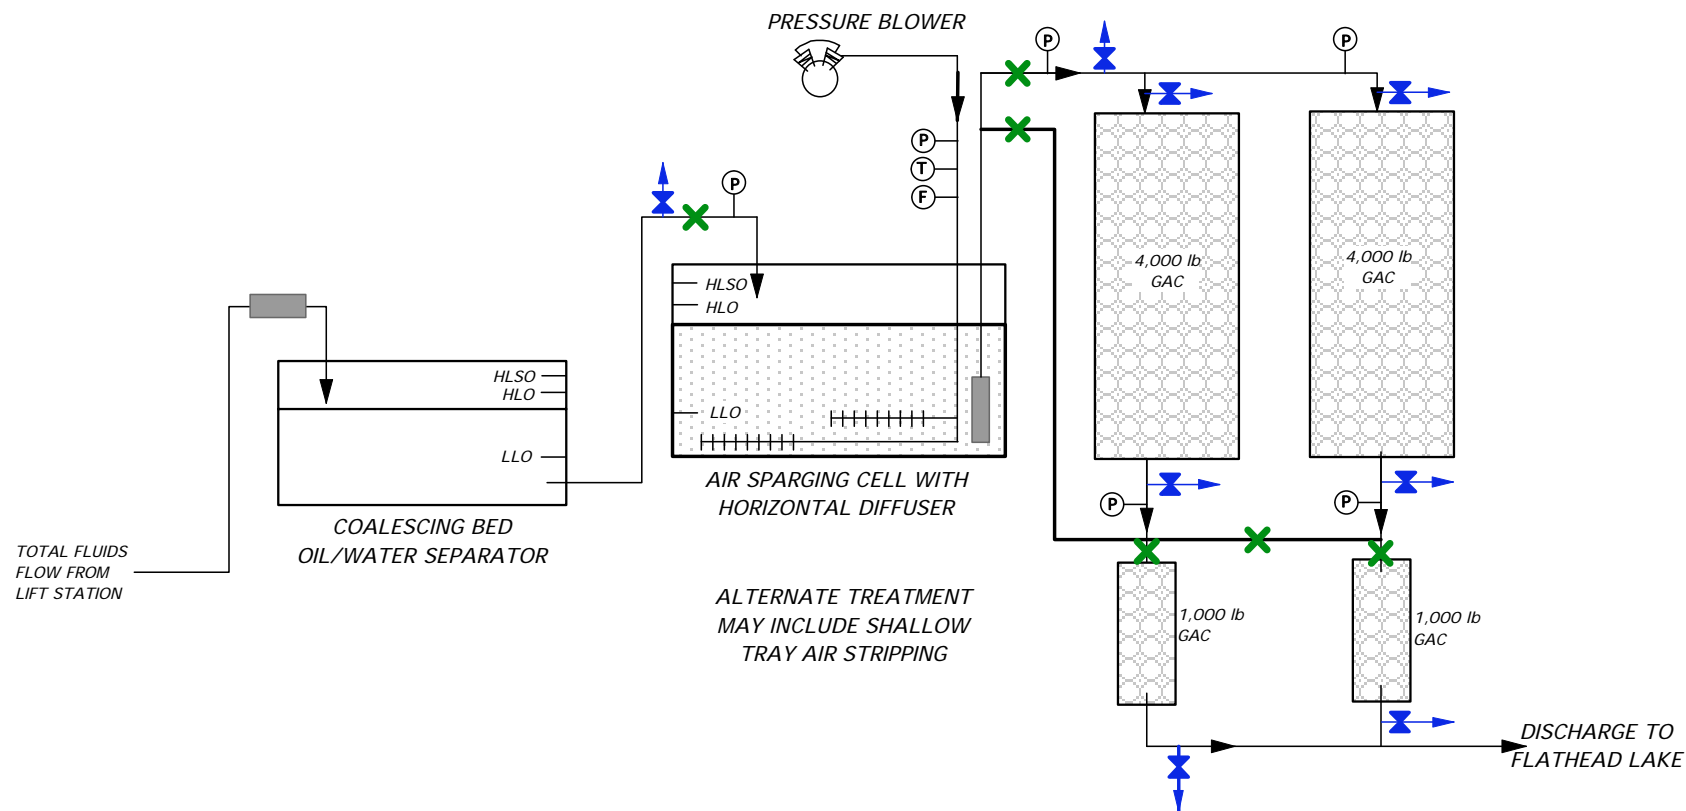 PRESSURE BLOWER
P
P
P
T
F
P
HLSO
HLO
LLO
4,000 lb
GAC
4,000 lb
GAC
HLSO
HLO
LLO
AIR SPARGING CELL WITH
HORIZONTAL DIFFUSER
P
P
COALESCING BED
OIL/WATER SEPARATOR
TOTAL FLUIDS
FLOW FROM
LIFT STATION
ALTERNATE TREATMENT
MAY INCLUDE SHALLOW
TRAY AIR STRIPPING
1,000 lb
GAC
1,000 lb
GAC
DISCHARGE TO
FLATHEAD LAKE